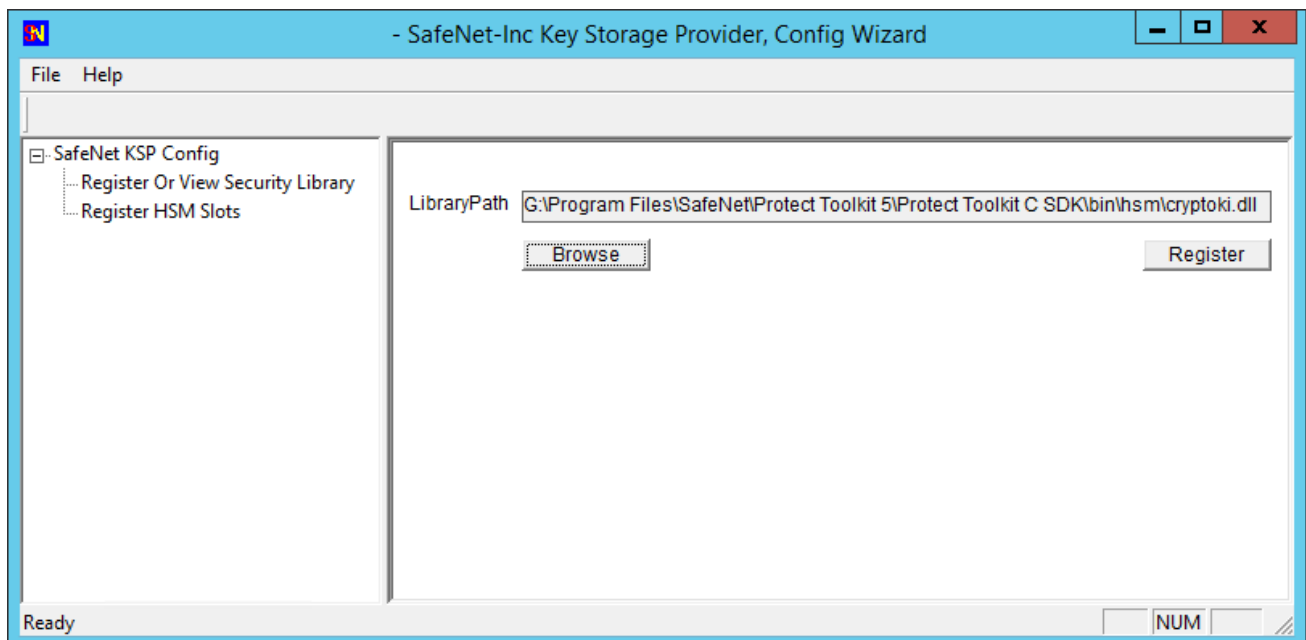 - SafeNet-Inc Key Storage Provider, Config Wizard
File Help
SafeNet KSP Config
Register Or View Security Library
Register HSM Slots
LibraryPath G:\Program Files\SafeNet\Protect Toolkit 5\Protect Toolkit C SDK\bin\hsm\cryptoki.dll
Browse Register
Ready NUM